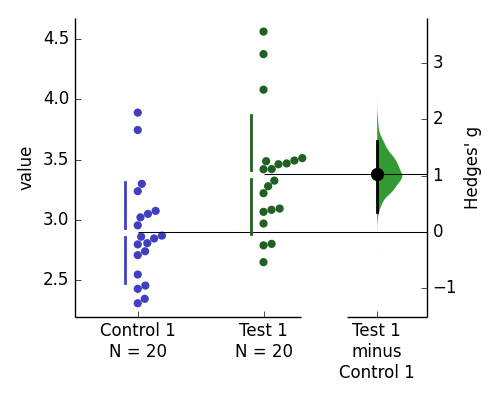 4.5
4.0
3.5
3.0
2.5
value
3
2
1
0
−1
Hedges' g
Control 1
N = 20
Test 1
N = 20
Test 1
minus
Control 1